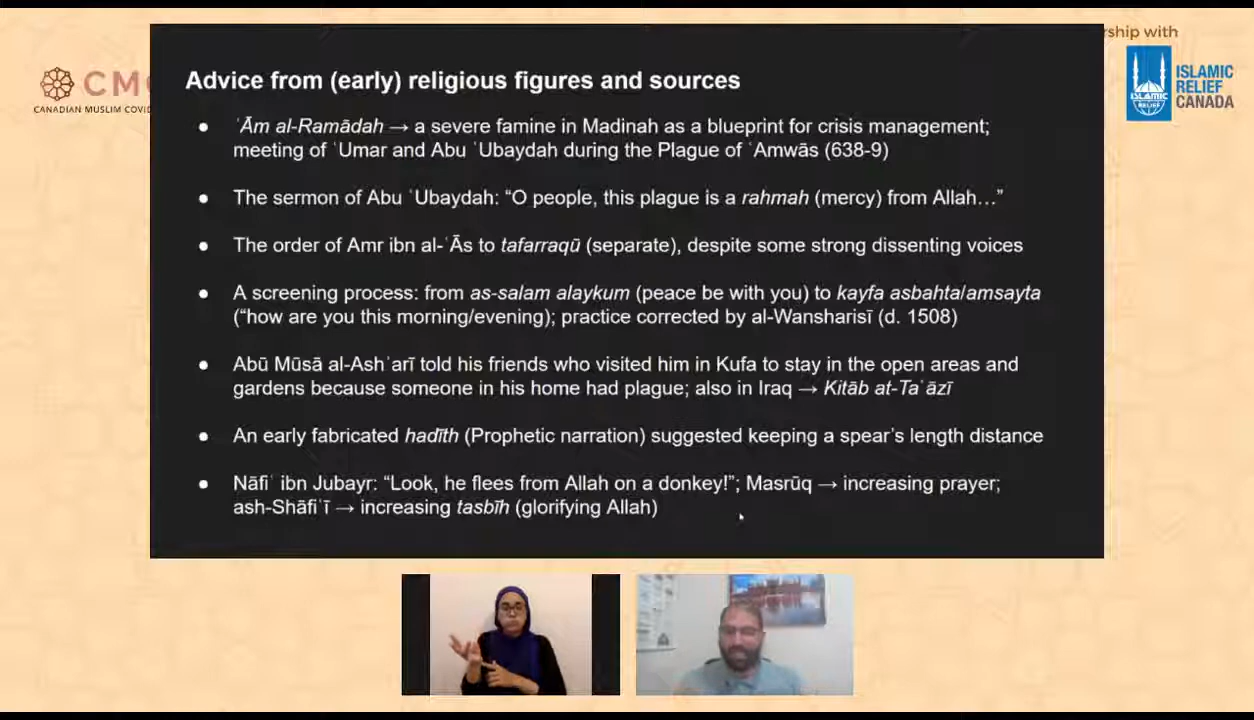 rship with
CMC
CANADIAN MUSLIM COVID
ISLAMIC
RELIEF
CANADA
ISLAMIC
RELIEF
Advice from (early) religious figures and sources
● ʿĀm al-Ramādah → a severe famine in Madinah as a blueprint for crisis management;
meeting of ʿUmar and Abu ʿUbaydah during the Plague of ʿAmwās (638-9)
● The sermon of Abu ʿUbaydah: “O people, this plague is a rahmah (mercy) from Allah…”
● The order of Amr ibn al-ʿĀs to tafarraqū (separate), despite some strong dissenting voices
● A screening process: from as-salam alaykum (peace be with you) to kayfa asbahta/amsayta
(“how are you this morning/evening); practice corrected by al-Wansharisī (d. 1508)
● Abū Mūsā al-Ashʿarī told his friends who visited him in Kufa to stay in the open areas and
gardens because someone in his home had plague; also in Iraq → Kitāb at-Taʿāzī
● An early fabricated hadīth (Prophetic narration) suggested keeping a spear’s length distance
● Nāfiʿ ibn Jubayr: “Look, he flees from Allah on a donkey!”; Masrūq → increasing prayer;
ash-Shāfiʿī → increasing tasbīh (glorifying Allah)